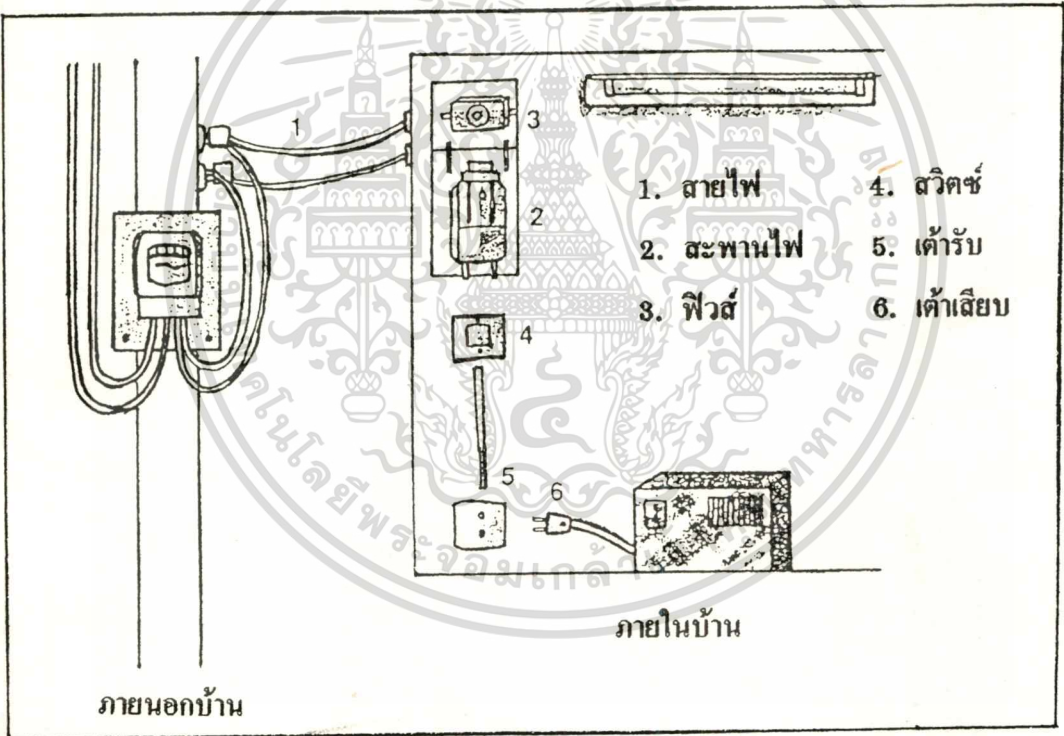 1
3
2
1. สายไฟ 4. สวิตซ์
2. สะพานไฟ 5. เต้ารับ
3. ฟิวส์ 6. เต้าเสียบ
4
5
6
ภายในบ้าน
ภายนอกบ้าน